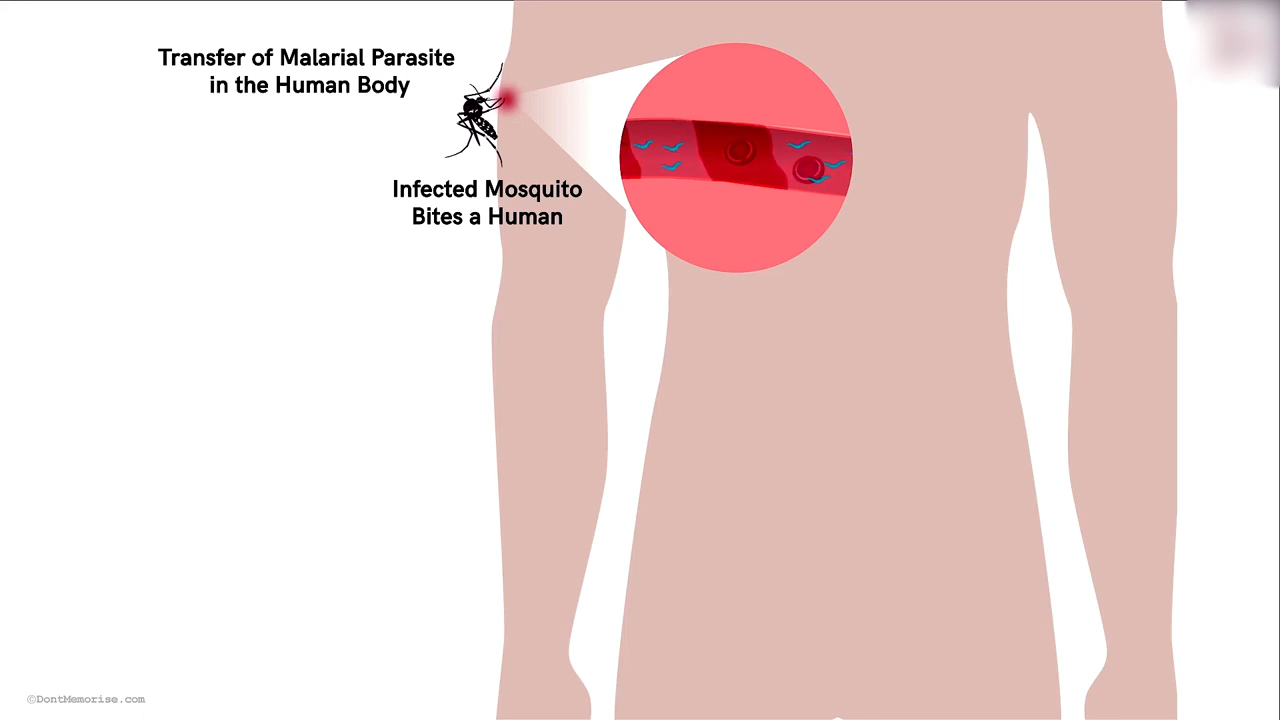 Transfer of Malarial Parasite
in the Human Body
Infected Mosquito
Bites a Human
©DontMemorise.com